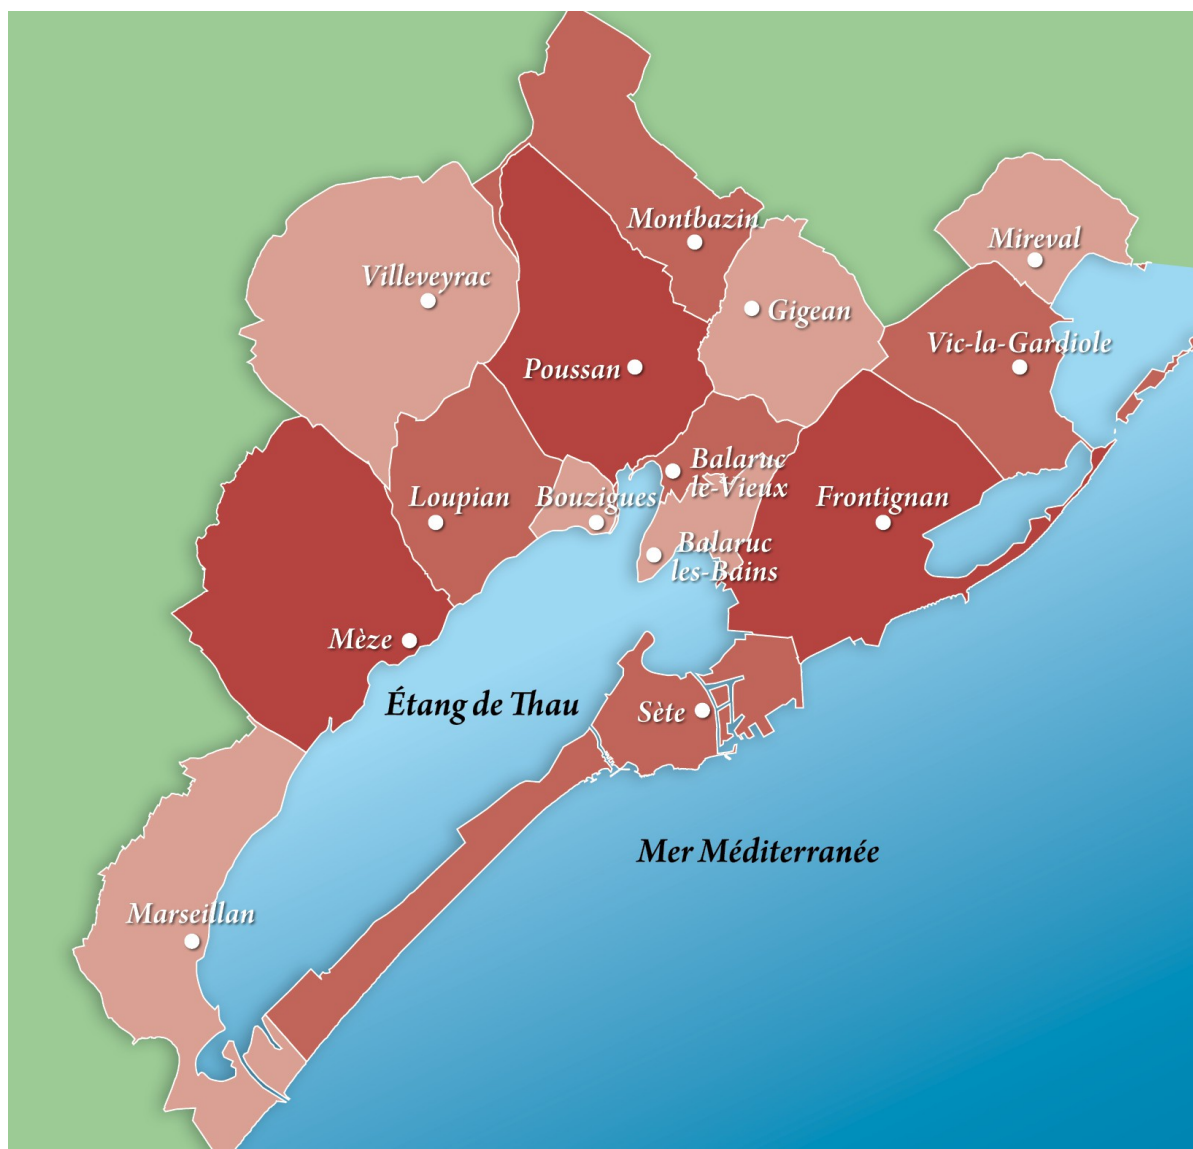 Montbazin
Mireval
Villeveyrac
Gigean
Vic-la-Gardiole
Poussan
Balaruc
le-Vieux
Loupian
Bouzigues
Frontignan
Balaruc
les-Bains
Mèze
Étang de Thau
Sète
Mer Méditerranée
Marseillan